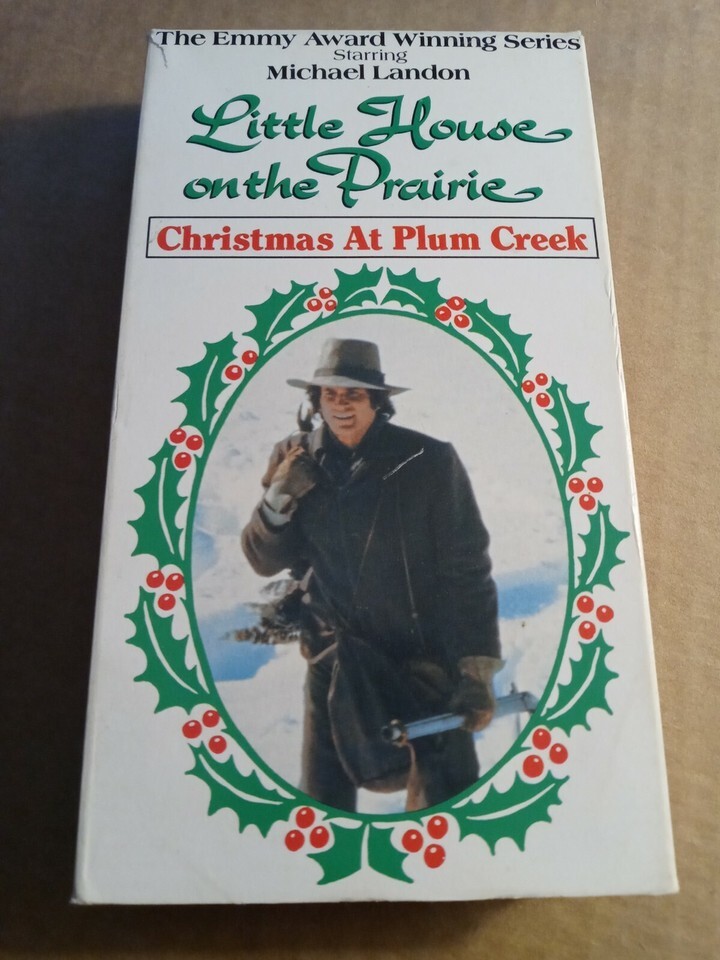 The Emmy Award Winning Series
Starring
Michael Landon
Little House
on the Prairie
Christmas At Plum Creek